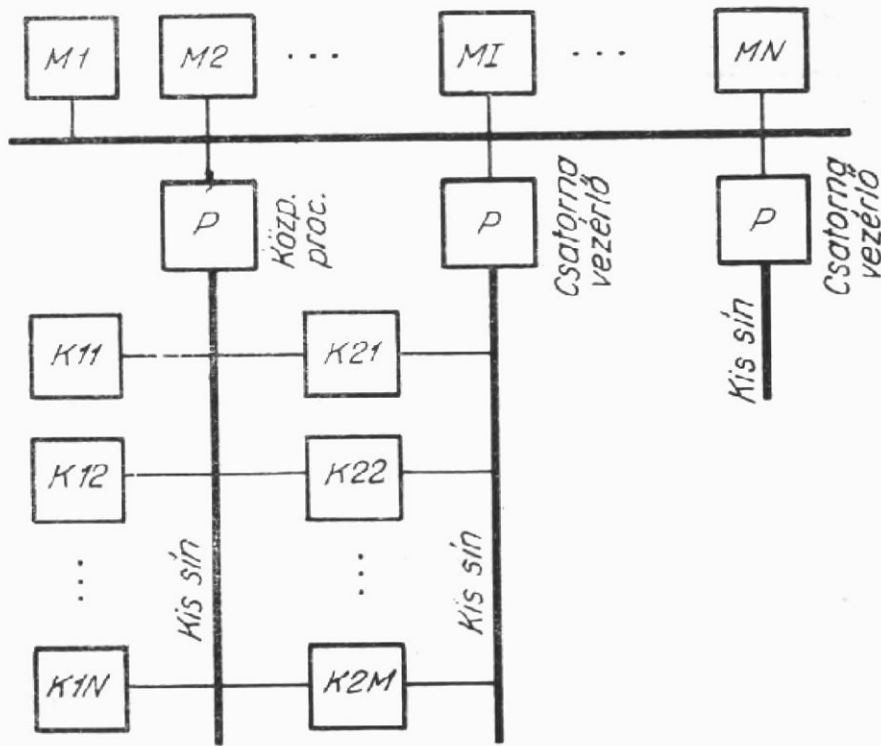 M1 M2 ... MI ... MN
P
Közp.
proc.
P
Csatorna
vezérlő
P
Csatorna
vezérlő
Kis sín
K11 K21
K12 K22
Kis sín
Kis sín
K1N K2M